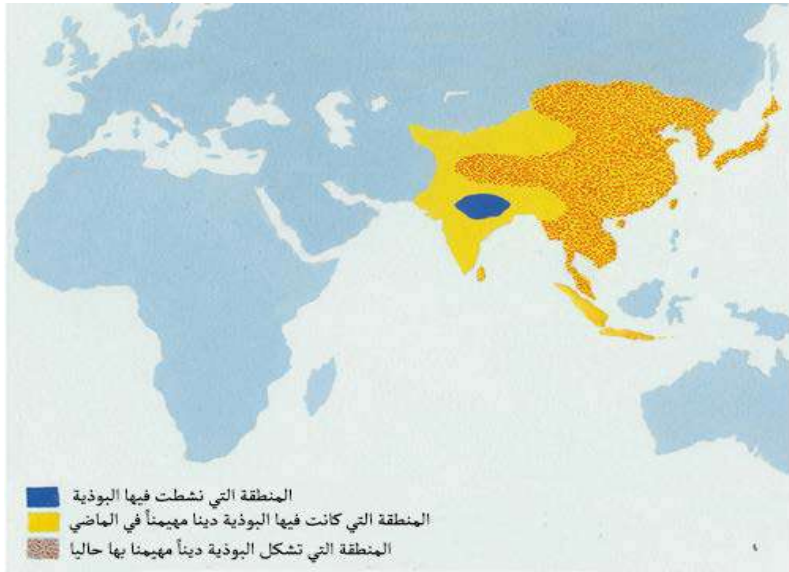 المنطقة التي نشطت فيها البوذية
المنطقة التي كانت فيها البوذية دينا مهيمناً في الماضي
المنطقة التي تشكل البوذية ديناً مهيمنا بها حاليا
٤